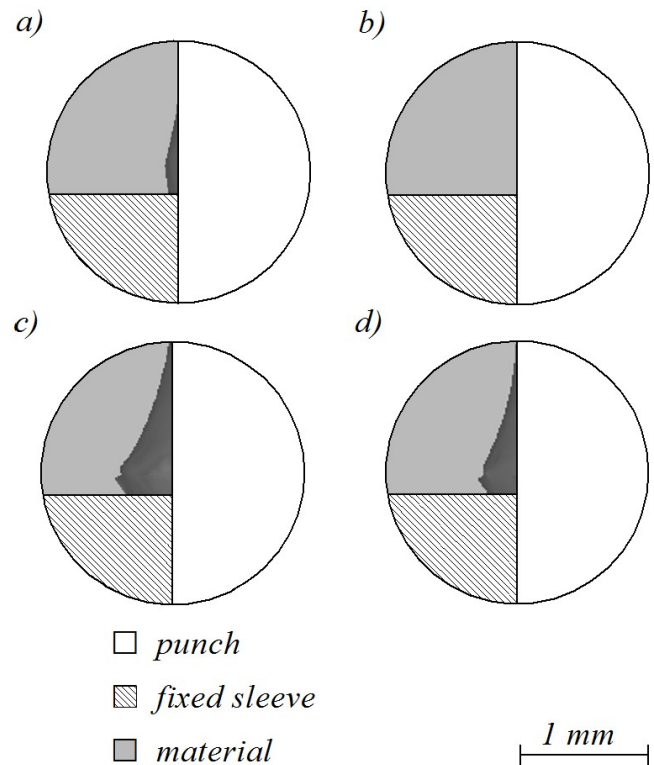 a)
b)
c)
d)
punch
fixed sleeve
material
1 mm